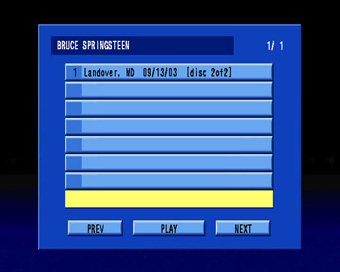 BRUCE SPRINGSTEEN 1/ 1
1 Landover, MD 09/13/03 [disc 2of2]
PREV PLAY NEXT